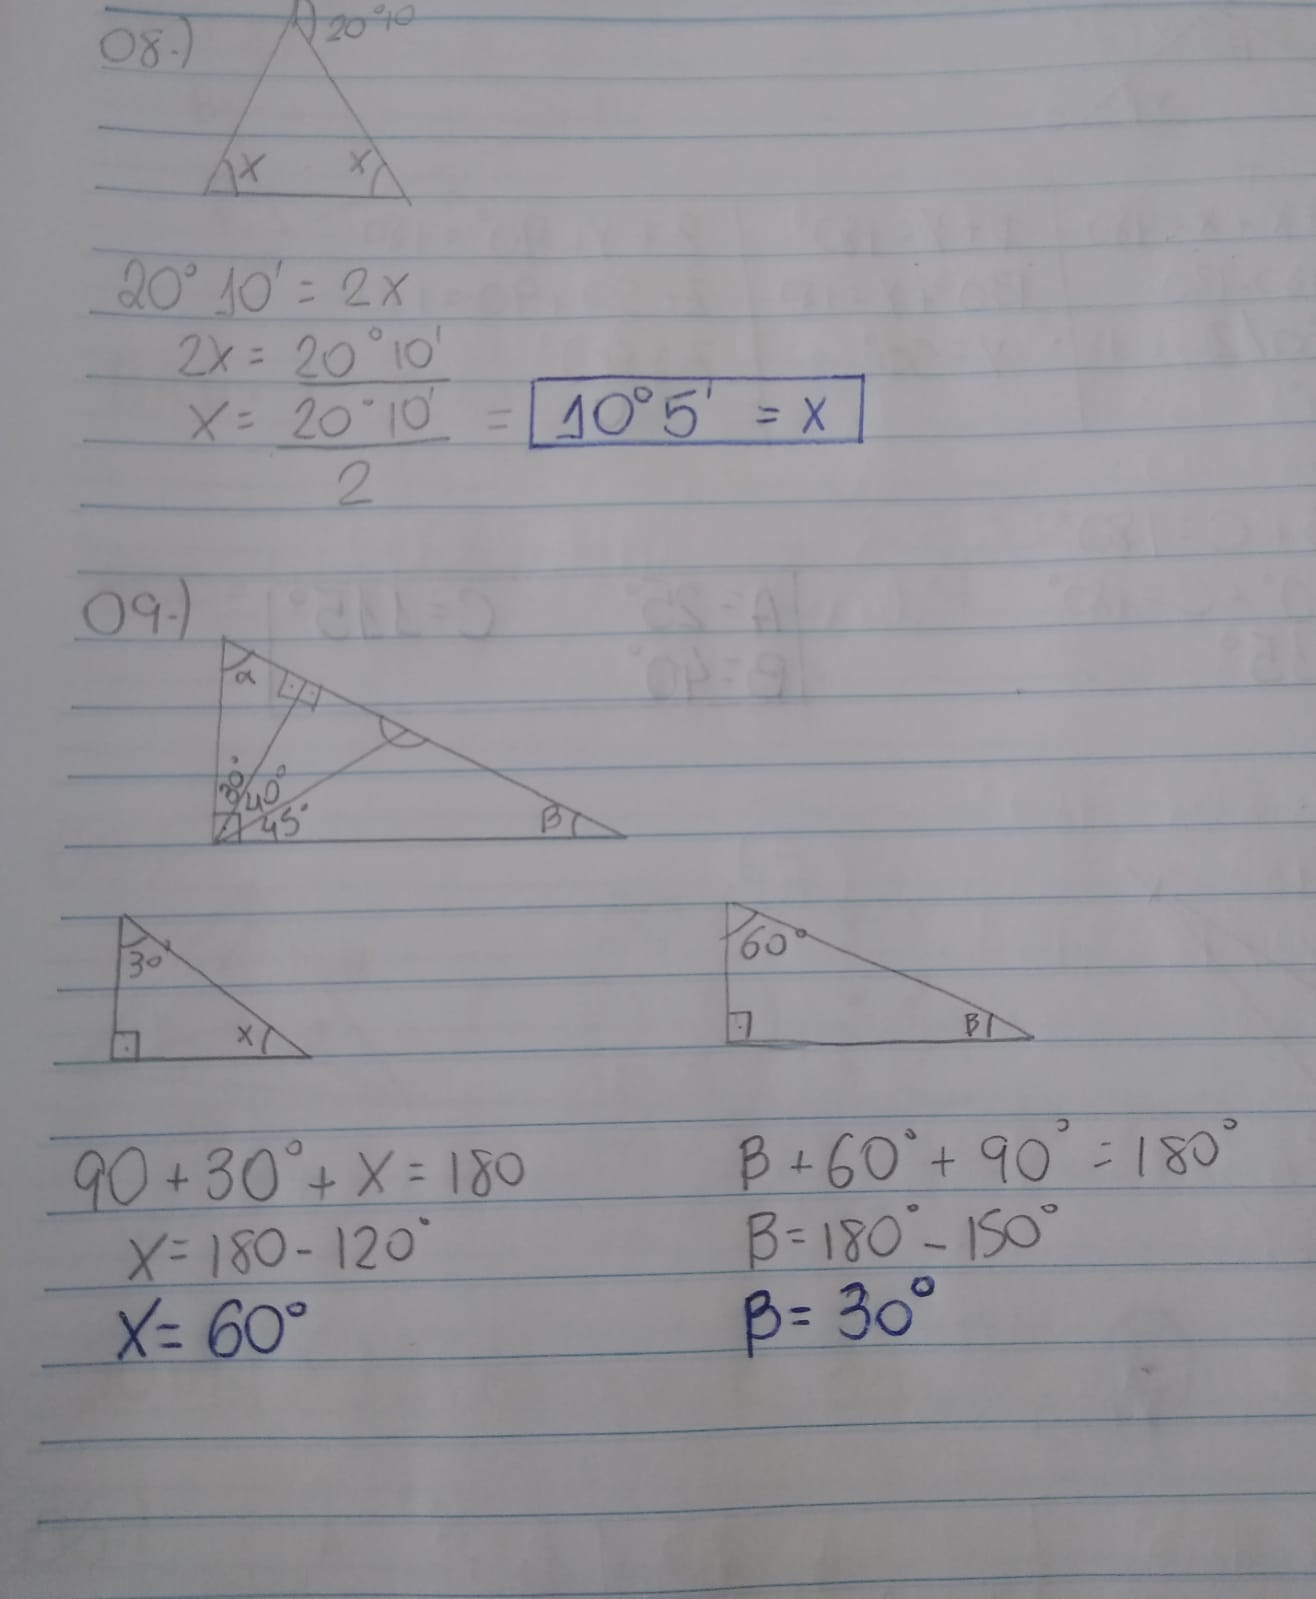 08.)
20°10
x x
20° 10' = 2x
2x = 20°10'
x = 20°10' = 10°5' = x
2
09.)
α
30° 40°
45° β
30 x
60° β
90 + 30° + x = 180
x = 180 - 120°
x = 60°
β + 60° + 90° = 180°
β = 180° - 150°
β = 30°